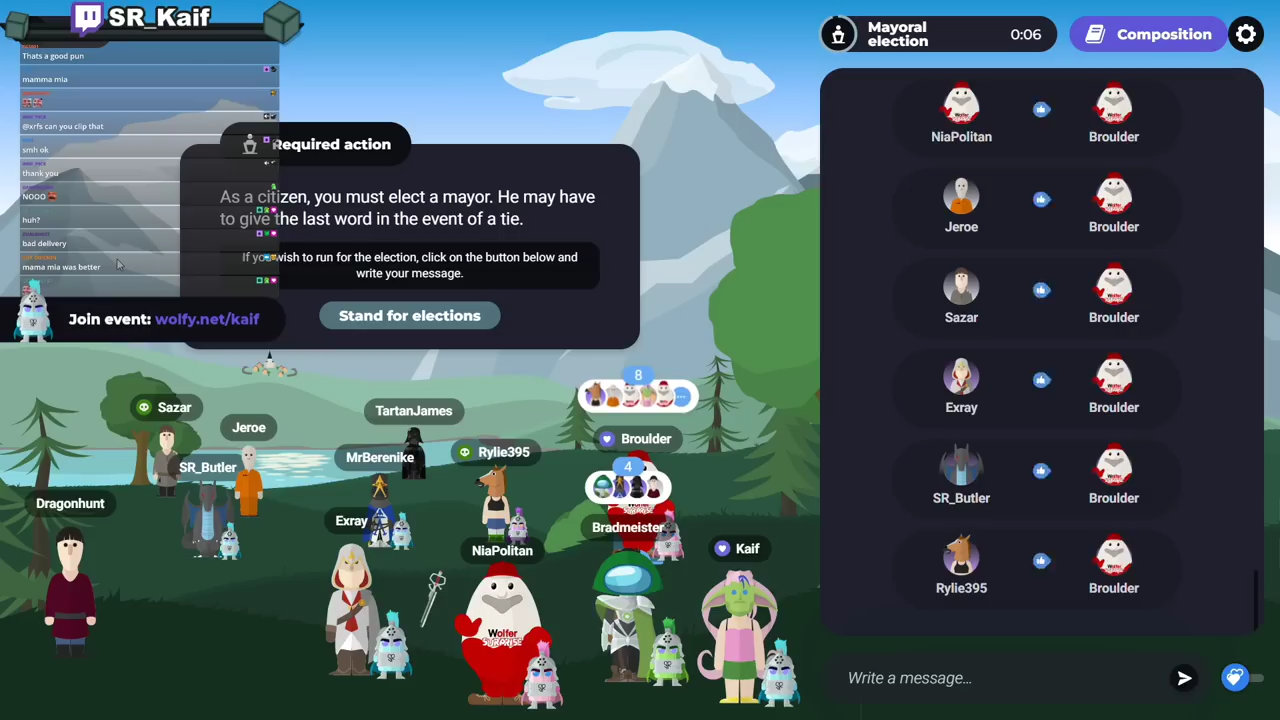 SR_Kaif
Thats a good pun
mamma mia
@xrfs can you clip that
smh ok
thank you
NOOO
huh?
bad delivery
mama mia was better
Join event: wolfy.net/kaif
Required action
As a citizen, you must elect a mayor. He may have
to give the last word in the event of a tie.
If you wish to run for the election, click on the button below and
write your message.
Stand for elections
8
Sazar
Jeroe
TartanJames
Broulder
MrBerenike
Rylie395
SR_Butler
4
Dragonhunt
Exray
Bradmeister
NiaPolitan
Kaif
Wolfer
SURPRISE
Mayoral
election
0:06
Composition
NiaPolitan
Broulder
Jeroe
Broulder
Sazar
Broulder
Exray
Broulder
SR_Butler
Broulder
Rylie395
Broulder
Write a message...